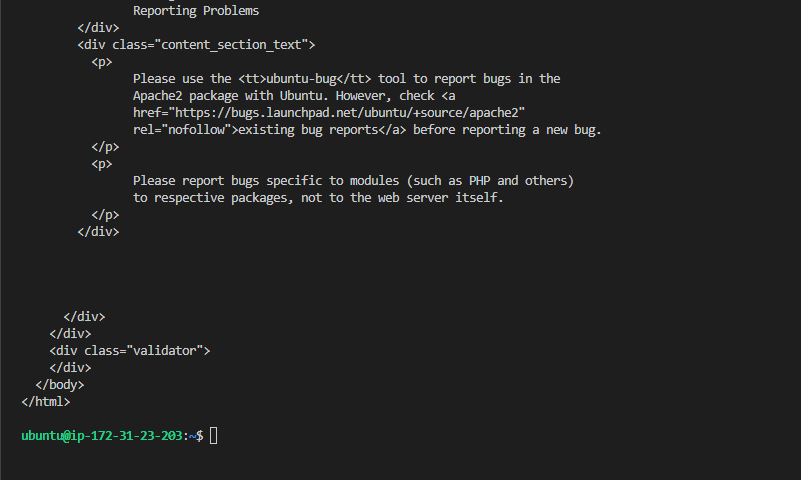 Reporting Problems
</div>
<div class="content_section_text">
<p>
Please use the <tt>ubuntu-bug</tt> tool to report bugs in the
Apache2 package with Ubuntu. However, check <a
href="https://bugs.launchpad.net/ubuntu/+source/apache2"
rel="nofollow">existing bug reports</a> before reporting a new bug.
</p>
<p>
Please report bugs specific to modules (such as PHP and others)
to respective packages, not to the web server itself.
</p>
</div>
</div>
</div>
<div class="validator">
</div>
</body>
</html>
ubuntu@ip-172-31-23-203:~$